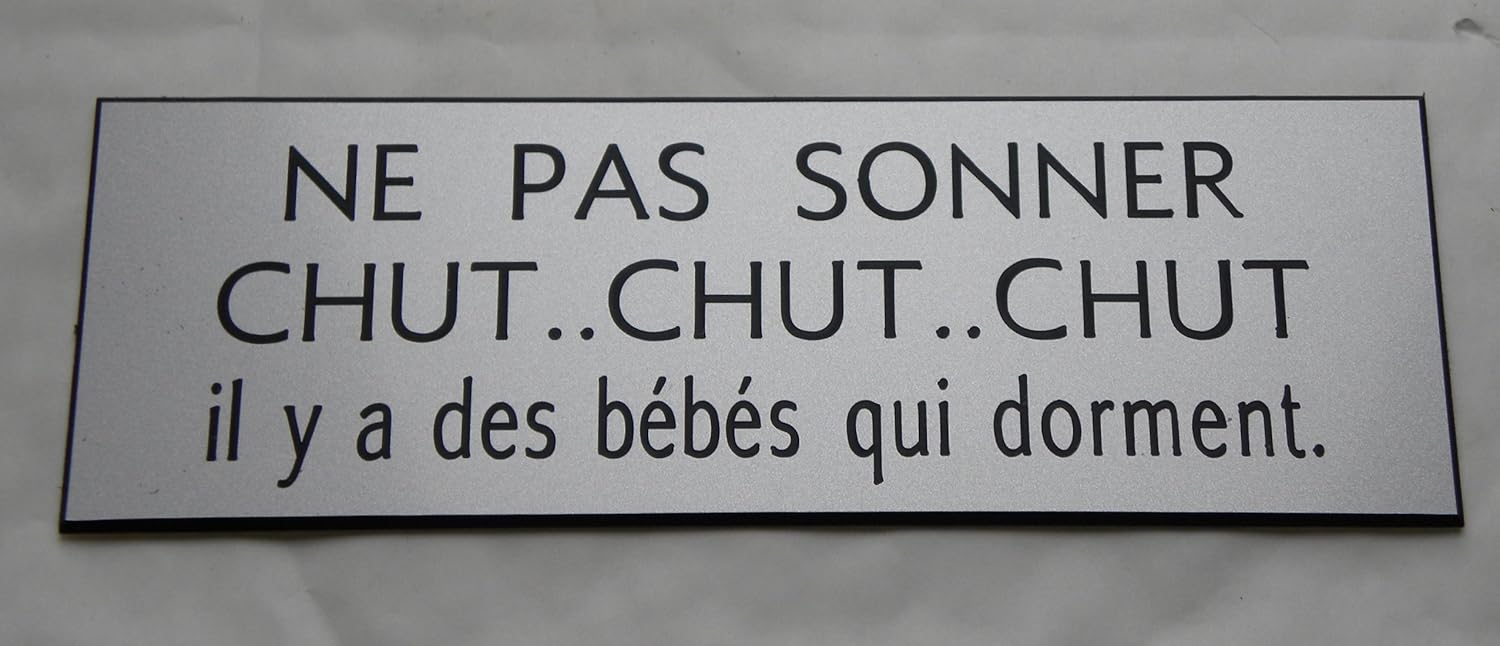 NE PAS SONNER
CHUT..CHUT..CHUT
il y a des bébés qui dorment.